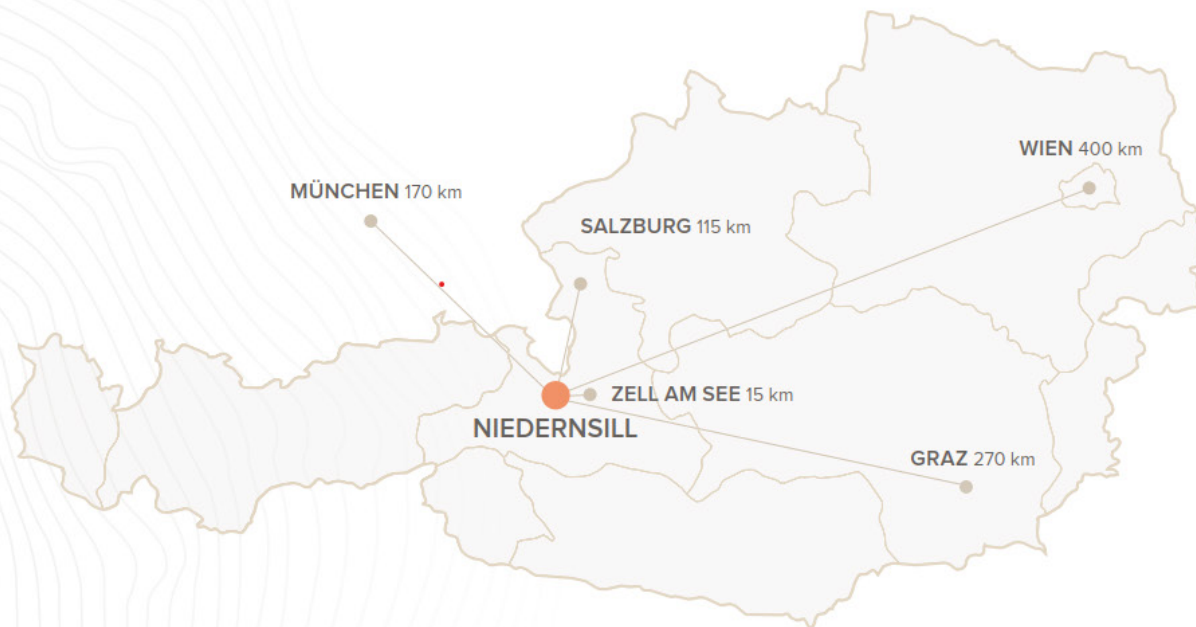 WIEN 400 km
MÜNCHEN 170 km
SALZBURG 115 km
ZELL AM SEE 15 km
NIEDERNSILL
GRAZ 270 km